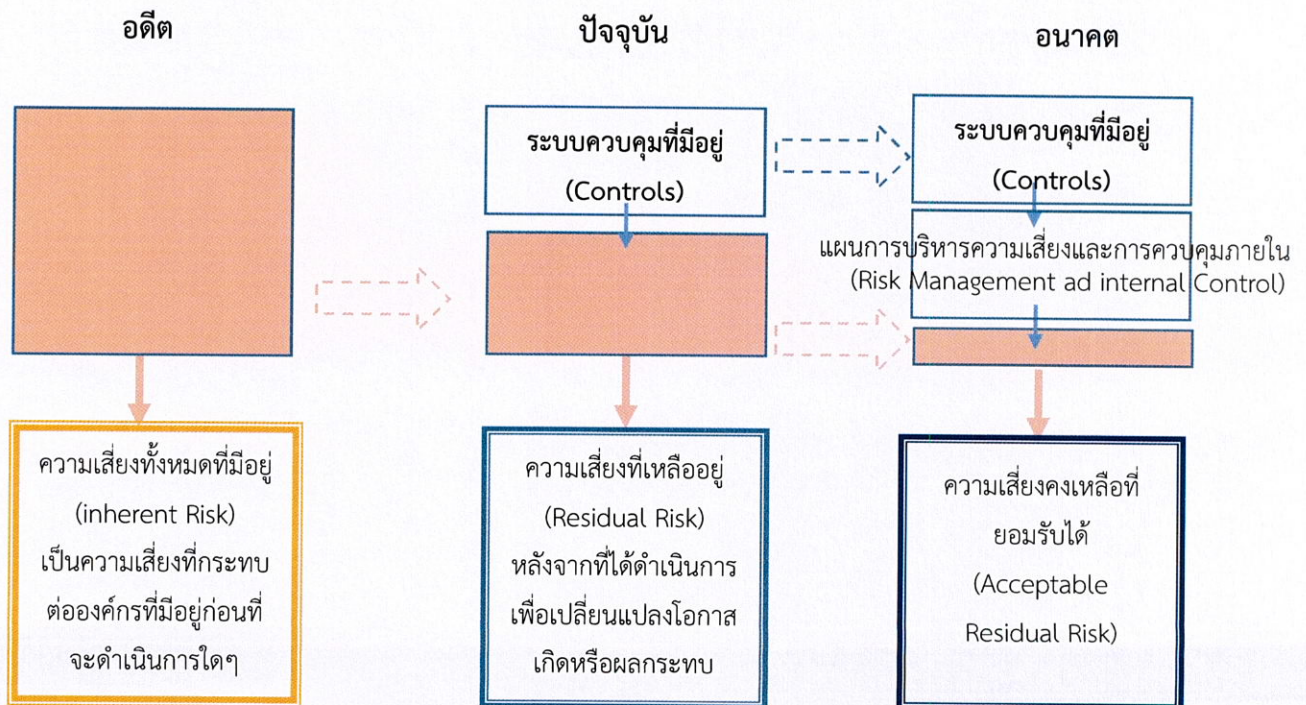 อดีต
ปัจจุบัน
อนาคต
ระบบควบคุมที่มีอยู่
(Controls)
ระบบควบคุมที่มีอยู่
(Controls)
แผนการบริหารความเสี่ยงและการควบคุมภายใน
(Risk Management ad internal Control)
ความเสี่ยงทั้งหมดที่มีอยู่
(inherent Risk)
เป็นความเสี่ยงที่กระทบ
ต่อองค์กรที่มีอยู่ก่อนที่
จะดำเนินการใดๆ
ความเสี่ยงที่เหลืออยู่
(Residual Risk)
หลังจากที่ได้ดำเนินการ
เพื่อเปลี่ยนแปลงโอกาส
เกิดหรือผลกระทบ
ความเสี่ยงคงเหลือที่
ยอมรับได้
(Acceptable
Residual Risk)